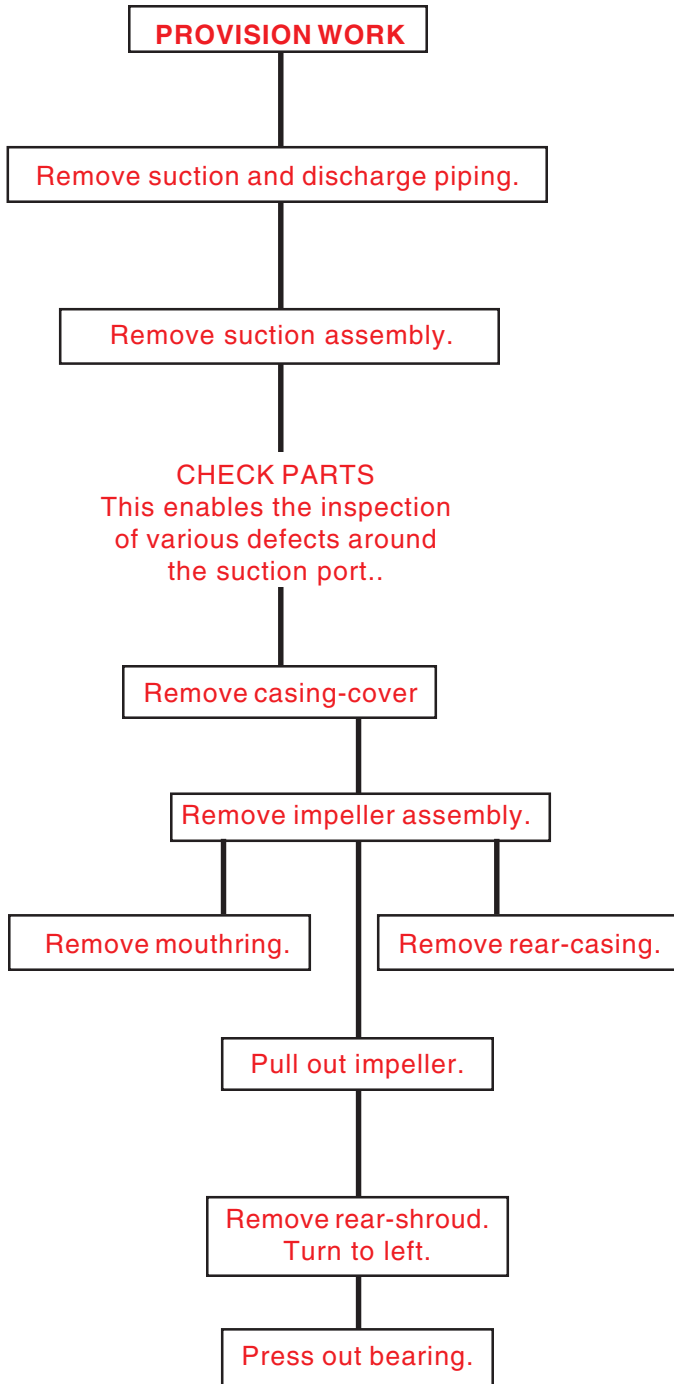 PROVISION WORK
Remove suction and discharge piping.
Remove suction assembly.
CHECK PARTS
This enables the inspection
of various defects around
the suction port..
Remove casing-cover
Remove impeller assembly.
Remove mouthring.
Remove rear-casing.
Pull out impeller.
Remove rear-shroud.
Turn to left.
Press out bearing.